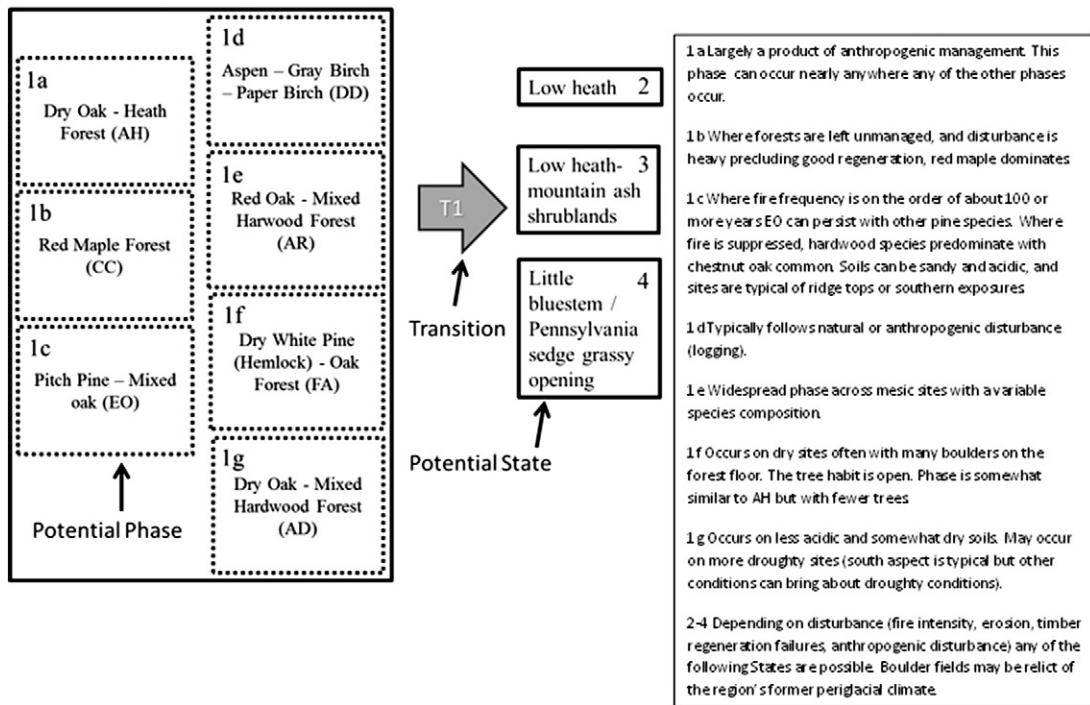 1a
Dry Oak - Heath
Forest (AH)
1b
Red Maple Forest
(CC)
1c
Pitch Pine – Mixed
oak (EO)
Potential Phase
1d
Aspen – Gray Birch
– Paper Birch (DD)
1e
Red Oak - Mixed
Harwood Forest
(AR)
1f
Dry White Pine
(Hemlock) - Oak
Forest (FA)
1g
Dry Oak - Mixed
Hardwood Forest
(AD)
T1
Transition
Low heath 2
Low heath- 3
mountain ash
shrublands
Little 4
bluestem /
Pennsylvania
sedge grassy
opening
Potential State
1a Largely a product of anthropogenic management. This
phase can occur nearly anywhere any of the other phases
occur.
1b Where forests are left unmanaged, and disturbance is
heavy precluding good regeneration, red maple dominates.
1c Where fire frequency is on the order of about 100 or
more years EO can persist with other pine species. Where
fire is suppressed, hardwood species predominate with
chestnut oak common. Soils can be sandy and acidic, and
sites are typical of ridge tops or southern exposures.
1d Typically follows natural or anthropogenic disturbance
(logging).
1e Widespread phase across mesic sites with a variable
species composition.
1f Occurs on dry sites often with many boulders on the
forest floor. The tree habit is open. Phase is somewhat
similar to AH but with fewer trees.
1g Occurs on less acidic and somewhat dry soils. May occur
on more droughty sites (south aspect is typical but other
conditions can bring about droughty conditions).
2-4 Depending on disturbance (fire intensity, erosion, timber
regeneration failures, anthropogenic disturbance) any of the
following States are possible. Boulder fields may be relict of
the region's former periglacial climate.